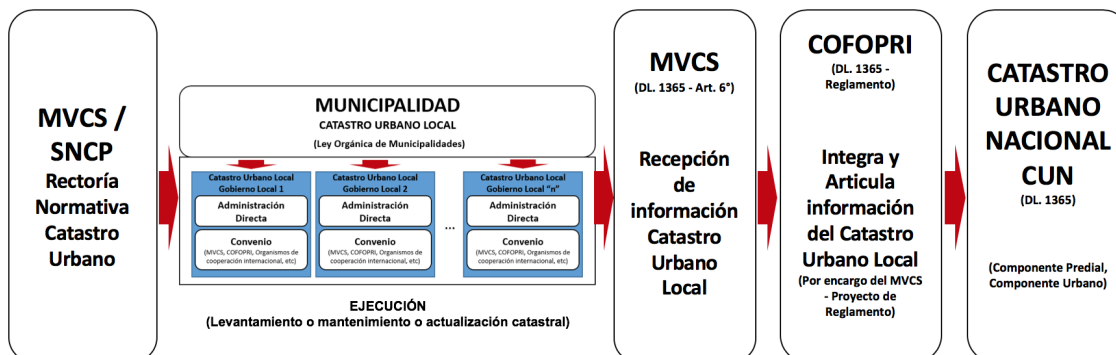 MVCS /
SNCP
Rectoría
Normativa
Catastro
Urbano
MUNICIPALIDAD
CATASTRO URBANO LOCAL
(Ley Orgánica de Municipalidades)
Catastro Urbano Local
Gobierno Local 1
Administración
Directa
Convenio
(MVCS, COFOPRI, Organismos de
cooperación internacional, etc)
Catastro Urbano Local
Gobierno Local 2
Administración
Directa
Convenio
(MVCS, COFOPRI, Organismos de
cooperación internacional, etc)
...
Catastro Urbano Local
Gobierno Local "n"
Administración
Directa
Convenio
(MVCS, COFOPRI, Organismos de
cooperación internacional, etc)
EJECUCIÓN
(Levantamiento o mantenimiento o actualización catastral)
MVCS
(DL. 1365 - Art. 6°)
Recepción
de
información
Catastro
Urbano
Local
COFOPRI
(DL. 1365 -
Reglamento)
Integra y
Articula
información
del Catastro
Urbano Local
(Por encargo del MVCS
- Proyecto de
Reglamento)
CATASTRO
URBANO
NACIONAL
CUN
(DL. 1365)
(Componente Predial,
Componente Urbano)